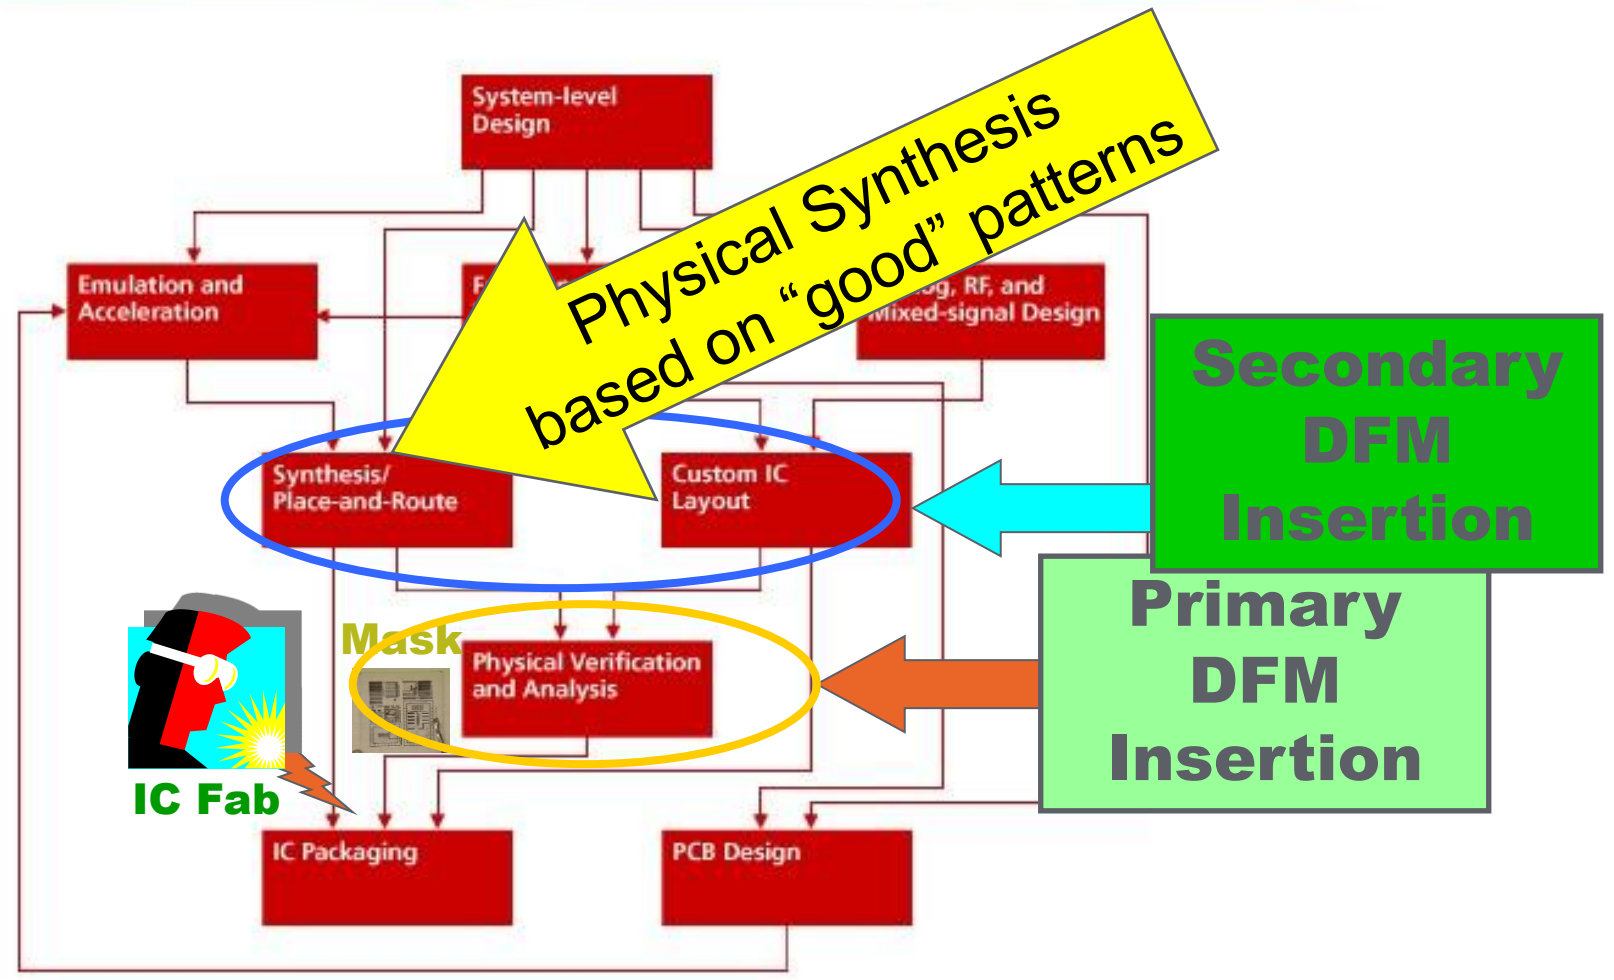 System-level
Design
Physical Synthesis
based on “good” patterns
Emulation and
Acceleration
RF, and
Mixed-signal Design
Secondary
DFM
Insertion
Synthesis/
Place-and-Route
Custom IC
Layout
Primary
DFM
Insertion
Mask
Physical Verification
and Analysis
IC Fab
IC Packaging
PCB Design